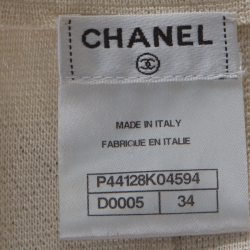 CHANEL
MADE IN ITALY
FABRIQUE EN ITALIE
P44128K04594
D0005 34